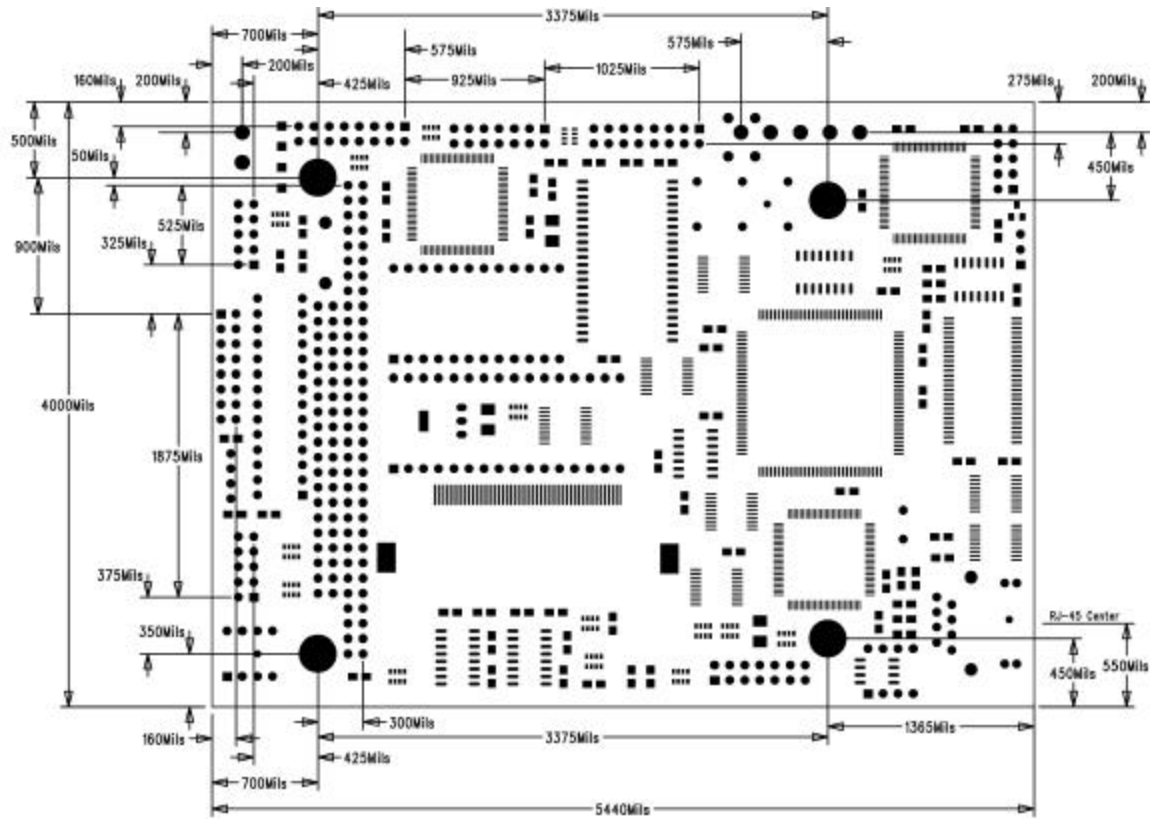 3375Mils
700Mils
575Mils
575Mils
160Mils
200Mils
200Mils
425Mils
925Mils
1025Mils
275Mils
200Mils
500Mils
50Mils
450Mils
525Mils
325Mils
900Mils
4000Mils
1875Mils
375Mils
350Mils
RJ-45 Center
450Mils
550Mils
300Mils
1365Mils
160Mils
3375Mils
425Mils
700Mils
5440Mils